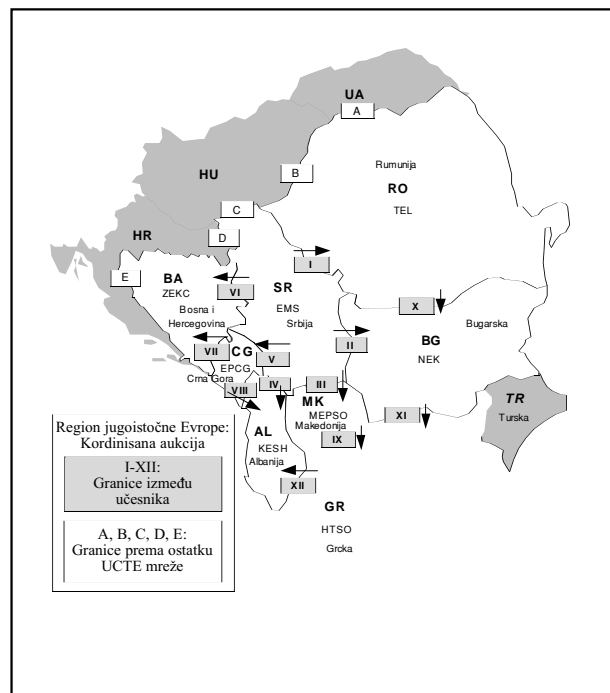 UA
A
Rumunija
B
HU
RO
TEL
C
HR
D
I
E
BA
SR
ZEKC
VI
EMS
X
Bosna i
Srbija
Bugarska
Hercegovina
BG
VII
CG
II
V
NEK
EPCG
Crna Gora
IV
III
VIII
MK
TR
MEPSO
XI
Turska
Makedonija
AL
IX
KESH
Albanija
XII
GR
HTSO
Grcka
Region jugoistočne Evrope:
Kordinisana aukcija
I-XII:
Granice između
učesnika
A, B, C, D, E:
Granice prema ostatku
UCTE mreže